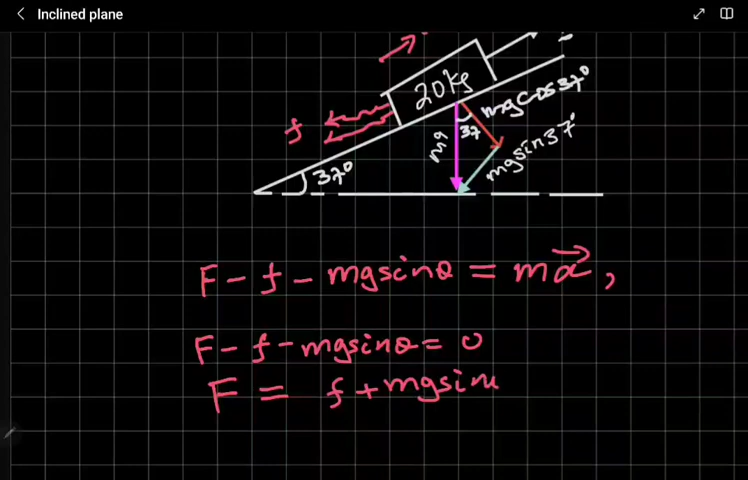 Inclined plane
20kg
mgcos37°
f
mg
37
mgsin37°
37°
F - f - mgsinθ = ma⃗,
F - f - mgsinθ = 0
F = f + mgsin